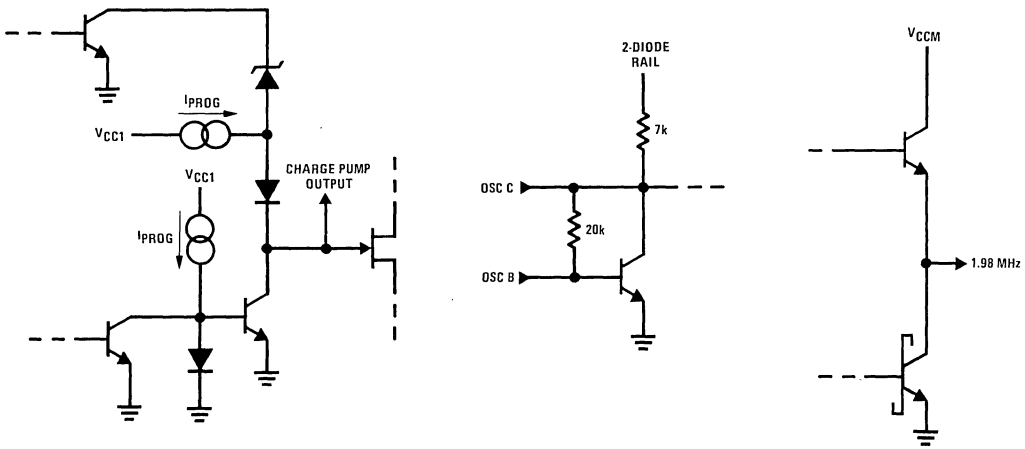 IPROG
VCC1
CHARGE PUMP
OUTPUT
VCC1
IPROG
2-DIODE
RAIL
7k
OSC C
20k
OSC B
VCCM
1.98 MHz